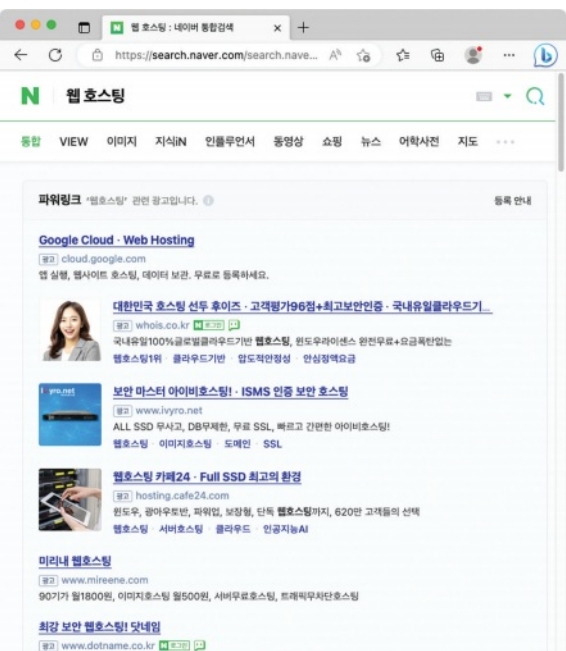 웹 호스팅 : 네이버 통합검색
https://search.naver.com/search.nave...
N 웹 호스팅
통합 VIEW 이미지 지식iN 인플루언서 동영상 쇼핑 뉴스 어학사전 지도
파워링크 '웹호스팅' 관련 광고입니다. 등록 안내
Google Cloud · Web Hosting
광고 cloud.google.com
앱 실행, 웹사이트 호스팅, 데이터 보관. 무료로 등록하세요.
대한민국 호스팅 선두 후이즈 · 고객평가96점+최고보안인증 · 국내유일클라우드기...
광고 whois.co.kr N 로그인
국내유일100%글로벌클라우드기반 웹호스팅, 윈도우라이센스 완전무료+요금폭탄없는
웹호스팅1위 · 클라우드기반 · 압도적안정성 · 안심정액요금
ivyro.net
보안 마스터 아이비호스팅! · ISMS 인증 보안 호스팅
광고 www.ivyro.net
ALL SSD 무사고, DB무제한, 무료 SSL, 빠르고 간편한 아이비호스팅!
웹호스팅 · 이미지호스팅 · 도메인 · SSL
웹호스팅 카페24 · Full SSD 최고의 환경
광고 hosting.cafe24.com
윈도우, 광아우토반, 파워업, 보장형, 단독 웹호스팅까지, 620만 고객들의 선택
웹호스팅 · 서버호스팅 · 클라우드 · 인공지능AI
미리내 웹호스팅
광고 www.mireene.com
90기가 월1800원, 이미지호스팅 월500원, 서버무료호스팅, 트래픽무차단호스팅
최강 보안 웹호스팅! 닷네임
광고 www.dotname.co.kr N 로그인